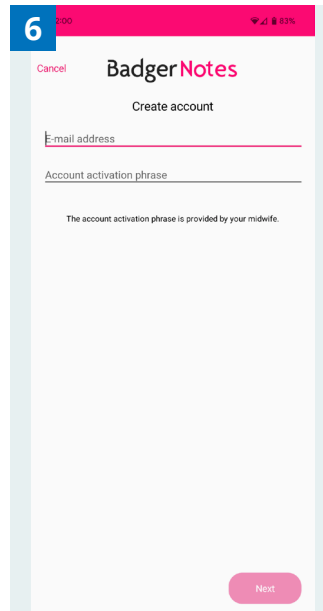 6
2:00
83%
Cancel
BadgerNotes
Create account
E-mail address
Account activation phrase
The account activation phrase is provided by your midwife.
Next